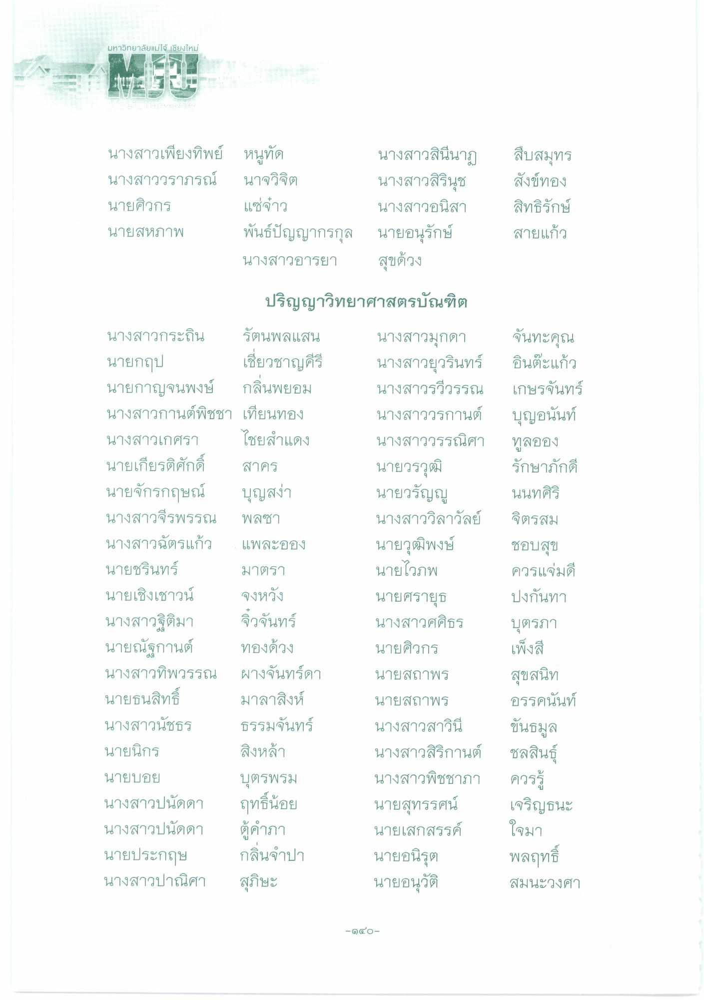 มหาวิทยาลัยแม่โจ้ เชียงใหม่
MJU
Maejo University
นางสาวเพียงทิพย์ หนูทัด นางสาวสินีนาฏ สืบสมุทร
นางสาววราภรณ์ นาจวิจิต นางสาวสิรินุช สังข์ทอง
นายศิวกร แซ่จ๋าว นางสาวอนิสา สิทธิรักษ์
นายสหภาพ พันธ์ปัญญากรกุล นายอนุรักษ์ สายแก้ว
นางสาวอารยา สุขด้วง
ปริญญาวิทยาศาสตรบัณฑิต
นางสาวกระถิน รัตนพลแสน นางสาวมุกดา จันทะคุณ
นายกฤป เชี่ยวชาญคีรี นางสาวยุวรินทร์ อินต๊ะแก้ว
นายกาญจนพงษ์ กลิ่นพยอม นางสาวรวีวรรณ เกษรจันทร์
นางสาวกานต์พิชชา เทียนทอง นางสาววรกานต์ บุญอนันท์
นางสาวเกศรา ไชยสำแดง นางสาววรรณิศา ทูลออง
นายเกียรติศักดิ์ สาคร นายวรวุฒิ รักษาภักดี
นายจักรกฤษณ์ บุญสง่า นายวรัญญู นนทศิริ
นางสาวจีรพรรณ พลซา นางสาววิลาวัลย์ จิตรสม
นางสาวฉัตรแก้ว แพละออง นายวุฒิพงษ์ ชอบสุข
นายชรินทร์ มาตรา นายไวภพ ควรแจ่มดี
นายเชิงเชาวน์ จงหวัง นายศรายุธ ปงกันทา
นางสาวฐิติมา จิ๋วจันทร์ นางสาวศศิธร บุตรภา
นายณัฐกานต์ ทองด้วง นายศิวกร เพ็งสี
นางสาวทิพวรรณ ผางจันทร์ดา นายสถาพร สุขสนิท
นายธนสิทธิ์ มาลาสิงห์ นายสถาพร อรรคนันท์
นางสาวนัชธร ธรรมจันทร์ นางสาวสาวินี ขันธมูล
นายนิกร สิงหล้า นางสาวสิริกานต์ ชลสินธุ์
นายบอย บุตรพรม นางสาวพิชชาภา ควรรู้
นางสาวปนัดดา ฤทธิ์น้อย นายสุทรรศน์ เจริญธนะ
นางสาวปนัดดา ตู้คำภา นายเสกสรรค์ ใจมา
นายประกฤษ กลิ่นจำปา นายอนิรุต พลฤทธิ์
นางสาวปาณิศา สุภิษะ นายอนุวัติ สมนะวงศา
-๑๔๐-